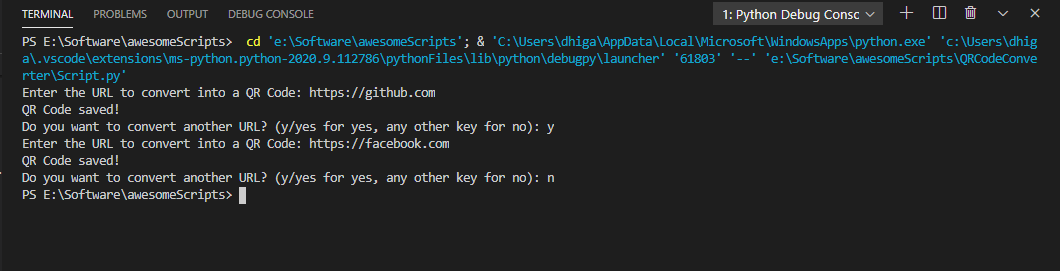 TERMINAL PROBLEMS OUTPUT DEBUG CONSOLE 1: Python Debug Consc
PS E:\Software\awesomeScripts>  cd 'e:\Software\awesomeScripts'; & 'C:\Users\dhiga\AppData\Local\Microsoft\WindowsApps\python.exe' 'c:\Users\dhig
a\.vscode\extensions\ms-python.python-2020.9.112786\pythonFiles\lib\python\debugpy\launcher' '61803' '--' 'e:\Software\awesomeScripts\QRCodeConve
rter\Script.py'
Enter the URL to convert into a QR Code: https://github.com
QR Code saved!
Do you want to convert another URL? (y/yes for yes, any other key for no): y
Enter the URL to convert into a QR Code: https://facebook.com
QR Code saved!
Do you want to convert another URL? (y/yes for yes, any other key for no): n
PS E:\Software\awesomeScripts>